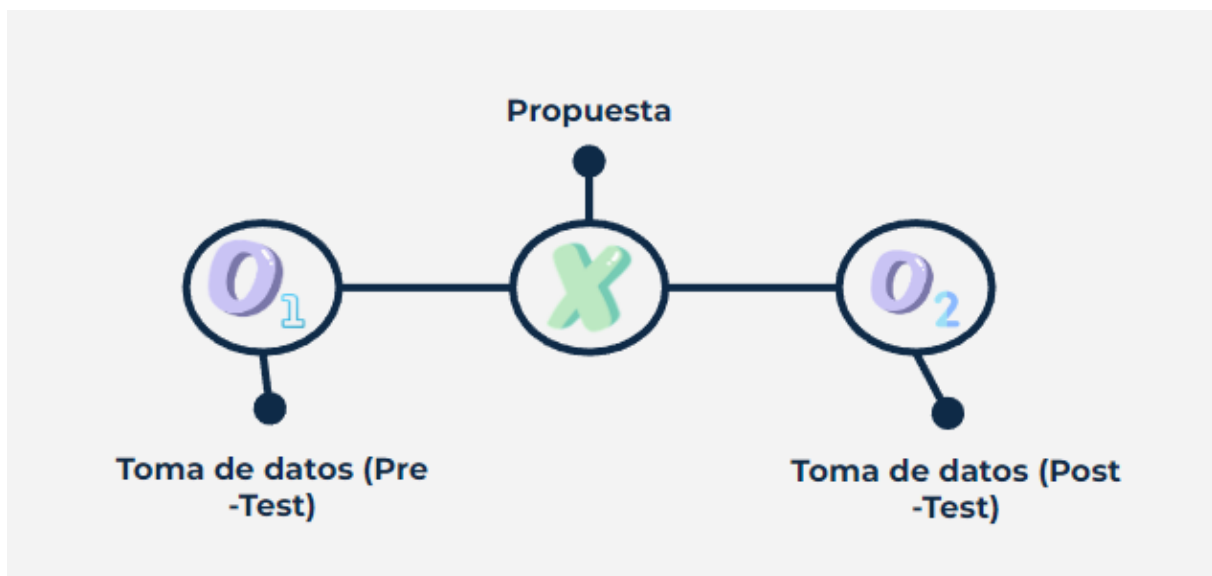 Propuesta
O1
X
O2
Toma de datos (Pre
-Test)
Toma de datos (Post
-Test)